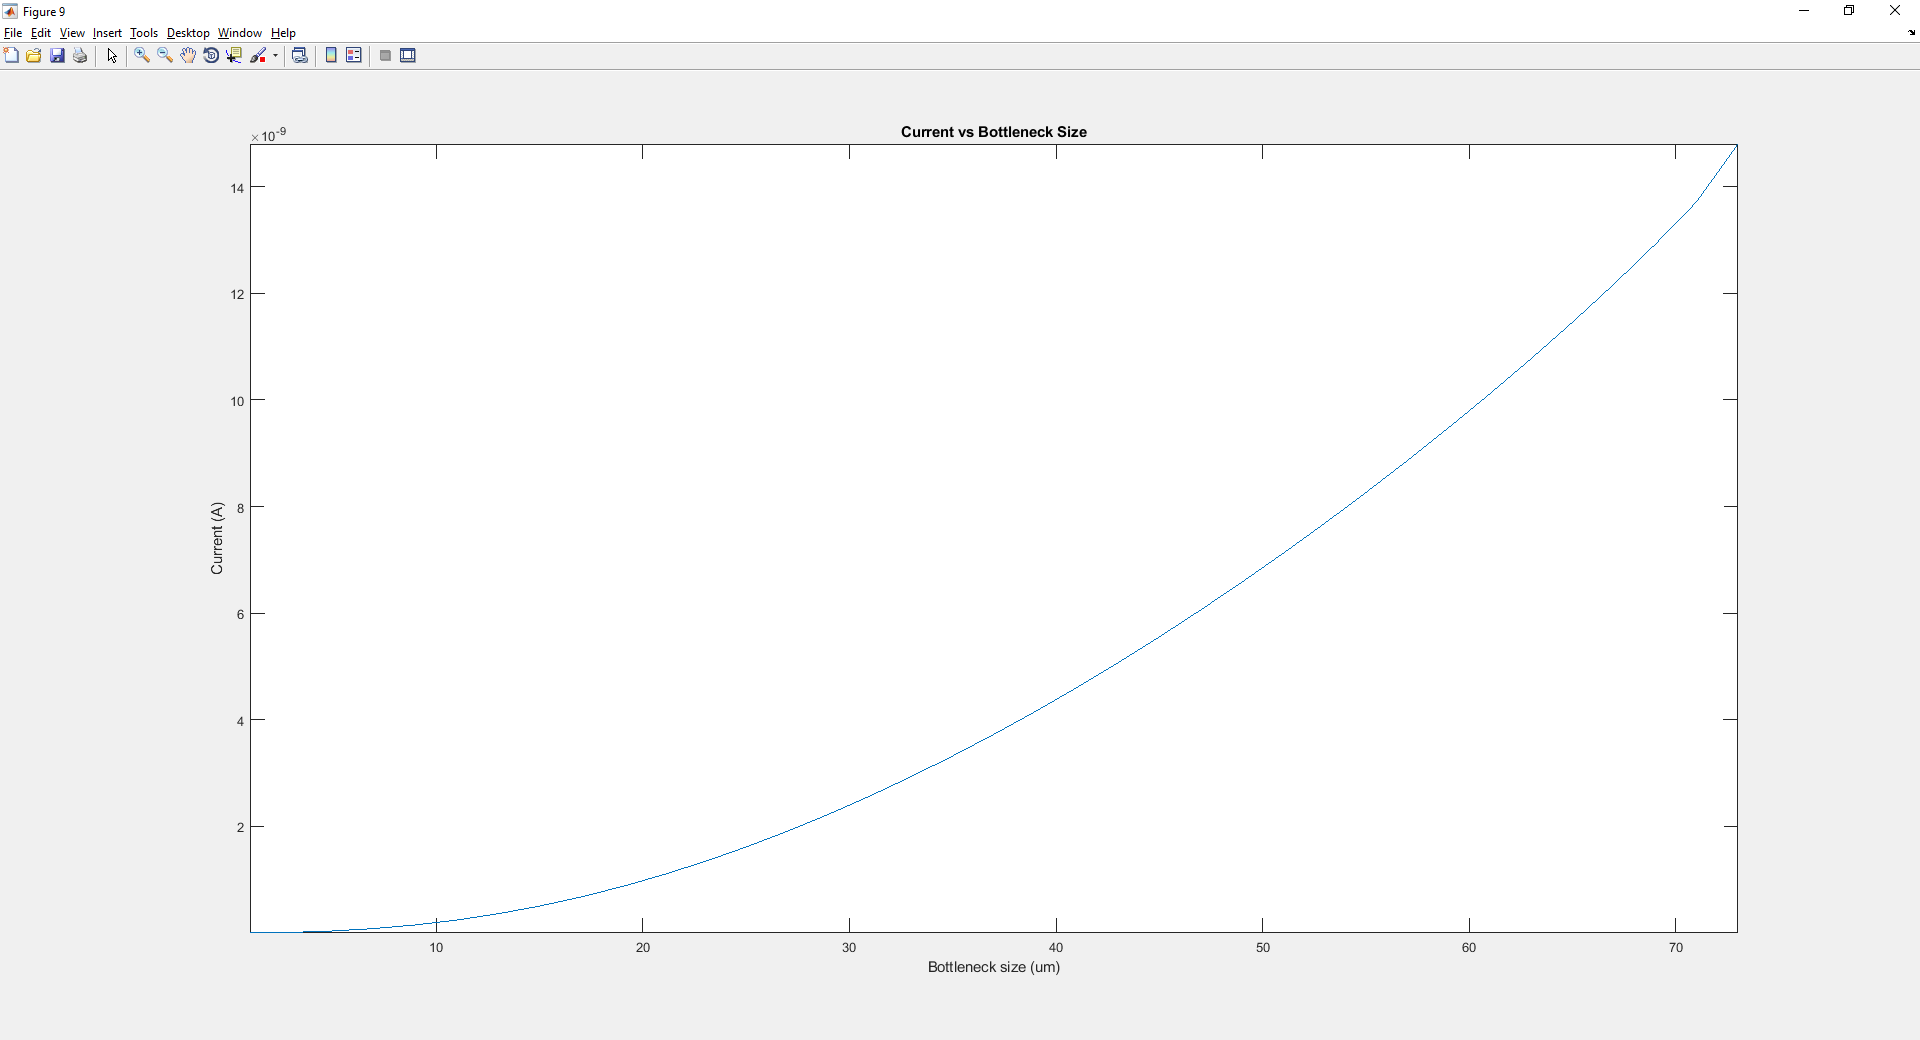 Figure 9
File Edit View Insert Tools Desktop Window Help
×10-9
Current vs Bottleneck Size
14
12
10
8
6
4
2
Current (A)
10 20 30 40 50 60 70
Bottleneck size (um)